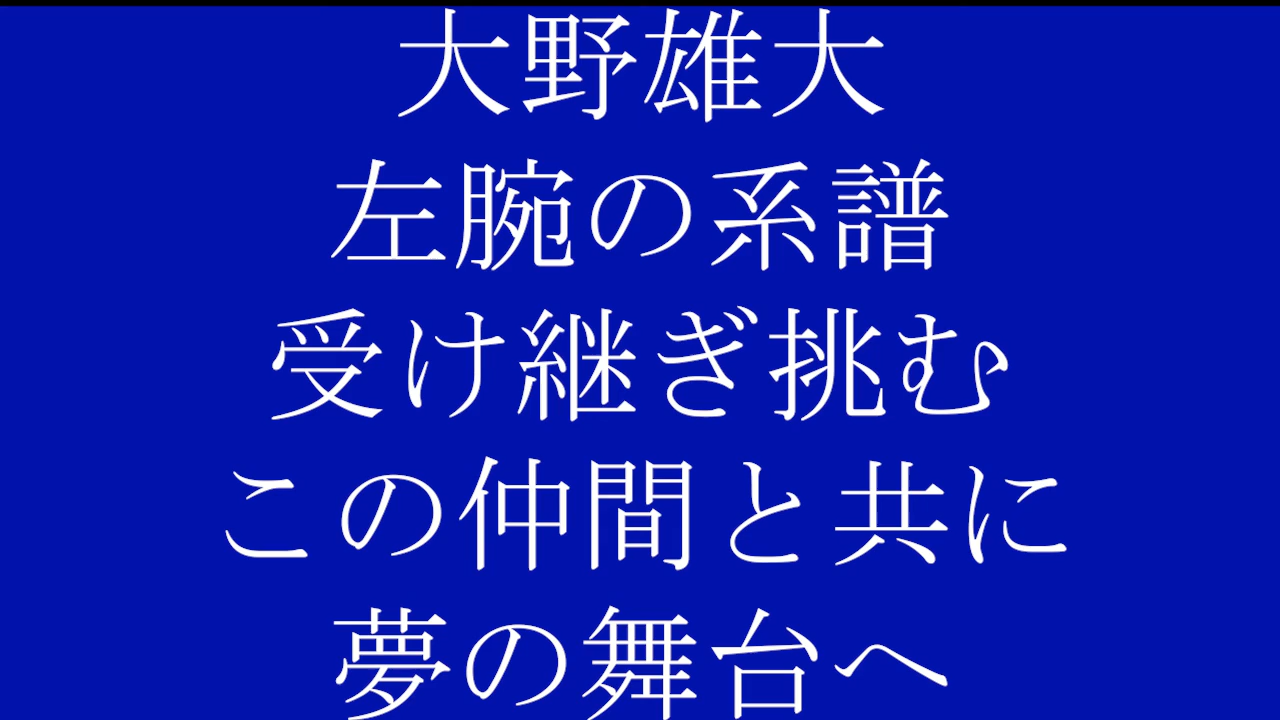 大野雄大
左腕の系譜
受け継ぎ挑む
この仲間と共に
夢の舞台へ